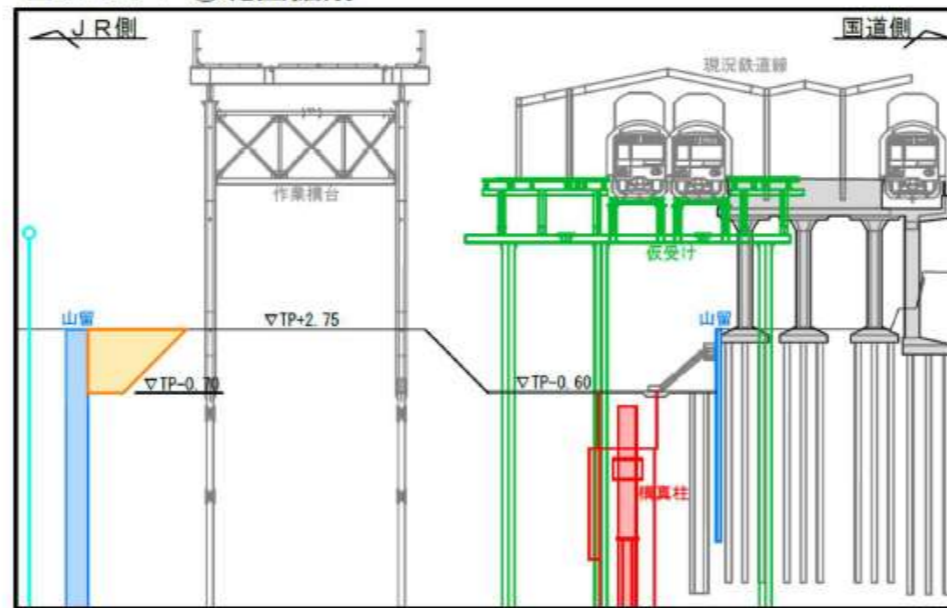 JR側
国道側
現況鉄道線
作業構台
仮受け
山留
▽TP+2.75
山留
▽TP-0.70
▽TP-0.60
構真柱